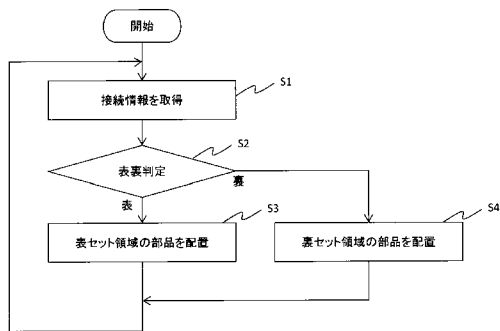 開始
接続情報を取得
S1
表裏判定
S2
裏
表
表セット領域の部品を配置
S3
裏セット領域の部品を配置
S4